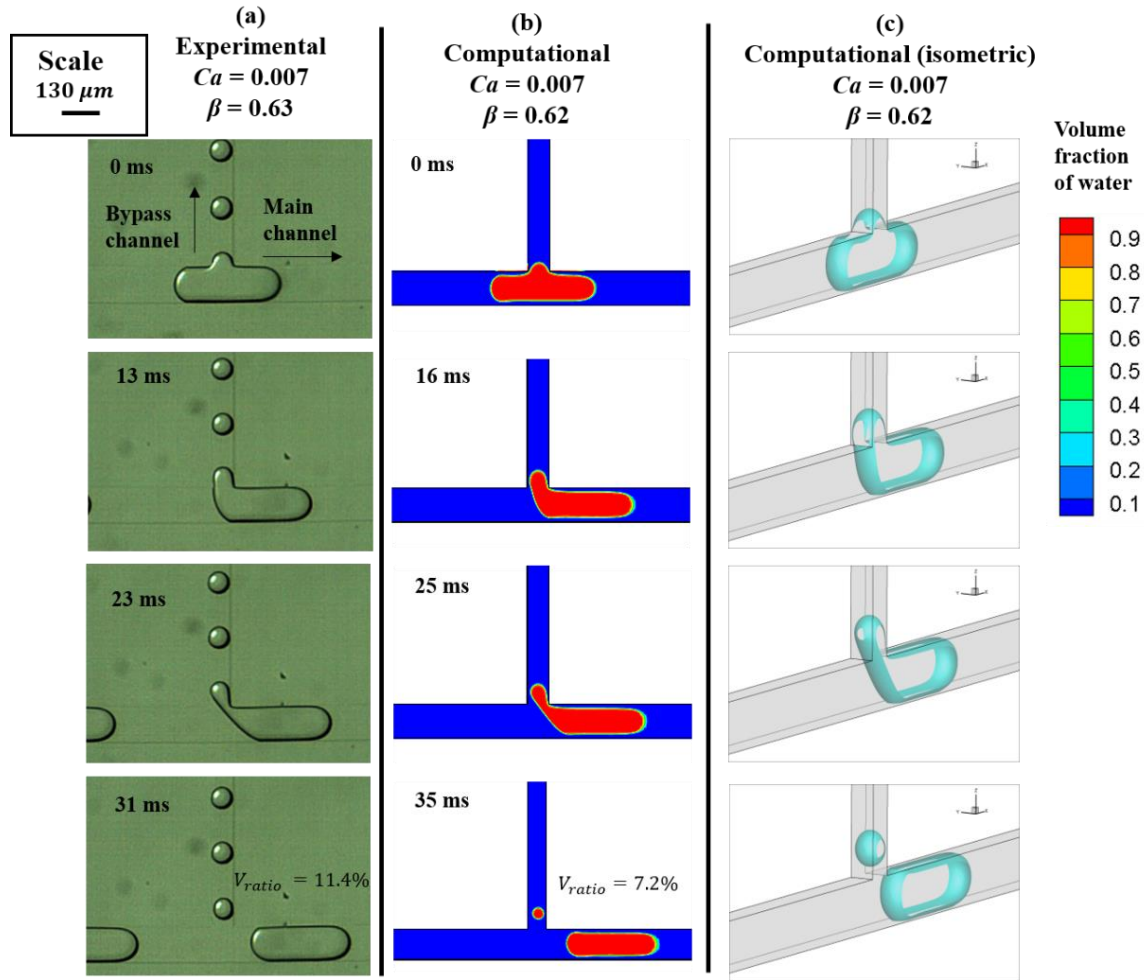 Scale
130 μm
(a)
Experimental
Ca = 0.007
β = 0.63
(b)
Computational
Ca = 0.007
β = 0.62
(c)
Computational (isometric)
Ca = 0.007
β = 0.62
0 ms
Bypass
channel
Main
channel
13 ms
23 ms
31 ms
V_ratio = 11.4%
0 ms
16 ms
25 ms
35 ms
V_ratio = 7.2%
Volume
fraction
of water
0.9
0.8
0.7
0.6
0.5
0.4
0.3
0.2
0.1